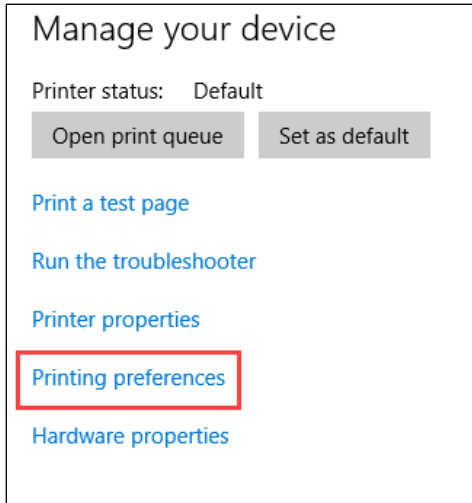 Manage your device
Printer status: Default
Open print queue Set as default
Print a test page
Run the troubleshooter
Printer properties
Printing preferences
Hardware properties